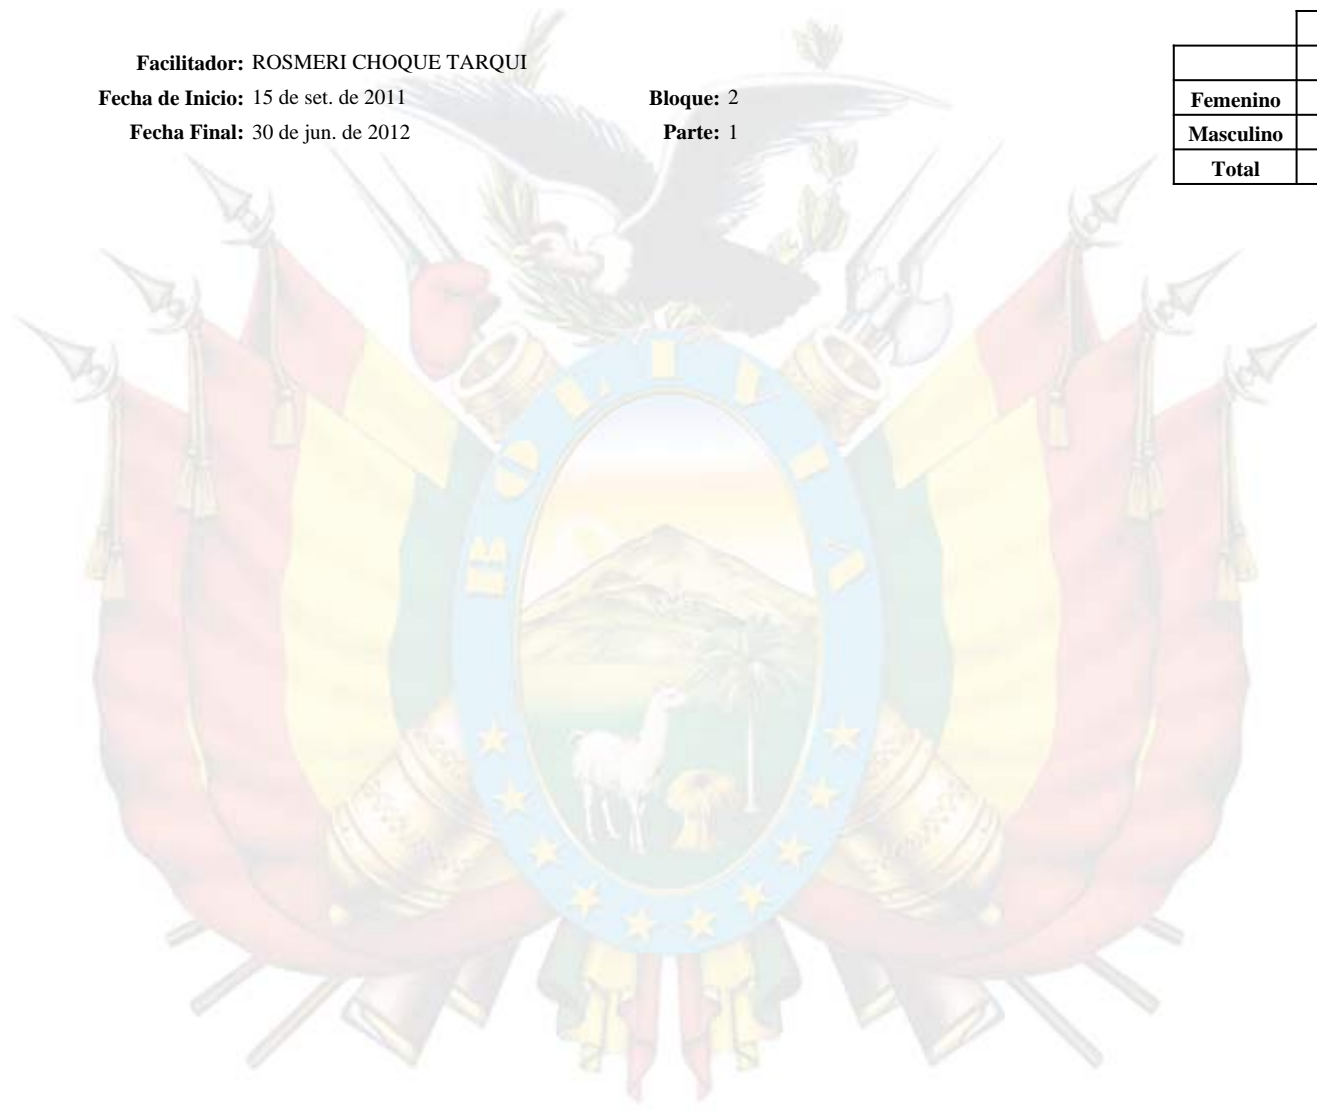 Facilitador: ROSMERI CHOQUE TARQUI
Fecha de Inicio: 15 de set. de 2011 Bloque: 2
Fecha Final: 30 de jun. de 2012 Parte: 1
Femenino
Masculino
Total
BOLIVIA